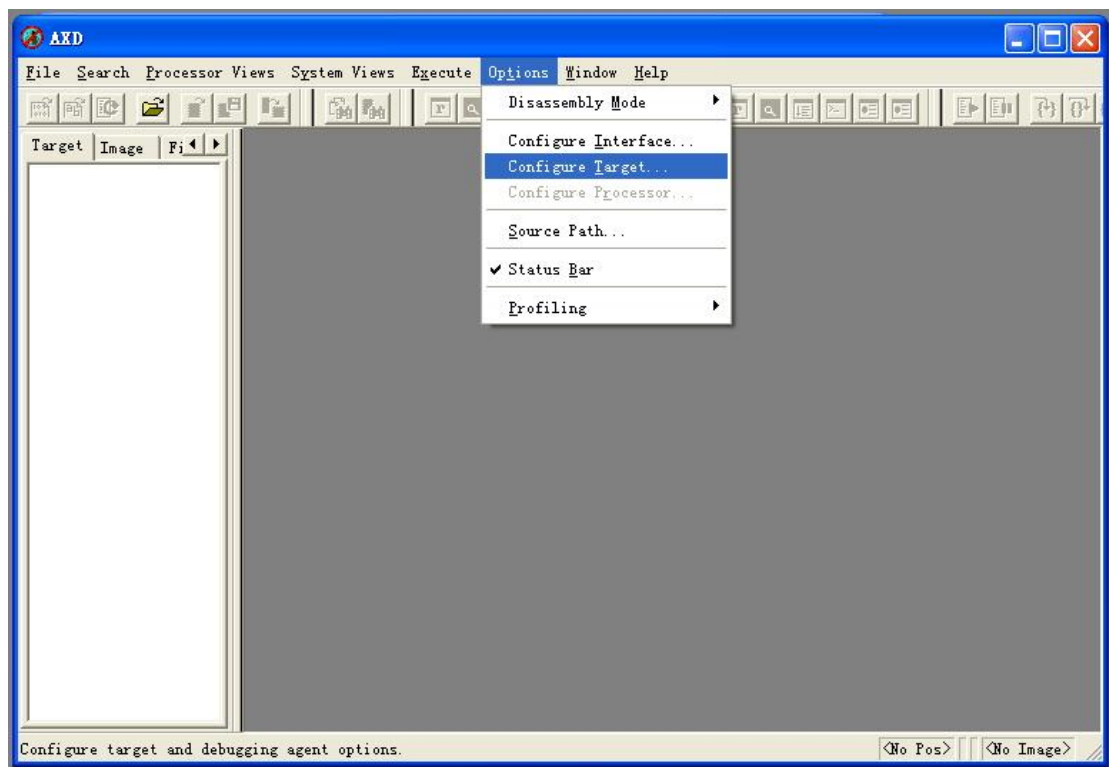 AXD
File Search Processor Views System Views Execute Options Window Help
Disassembly Mode
Target Image Fi
Configure Interface...
Configure Target...
Configure Processor...
Source Path...
Status Bar
Profiling
Configure target and debugging agent options. <No Pos> <No Image>